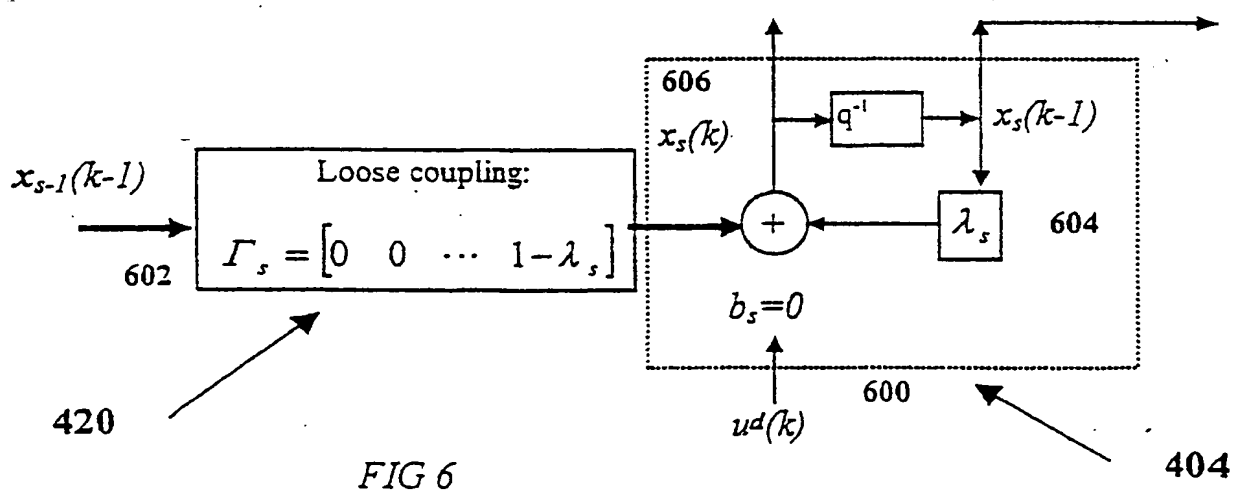 606
q⁻¹
x_s(k)
x_s(k-1)
x_{s-1}(k-1)
Loose coupling:
Γ_s = [0 0 ⋯ 1-λ_s]
602
+
λ_s
604
b_s=0
600
u^d(k)
420
404
FIG 6